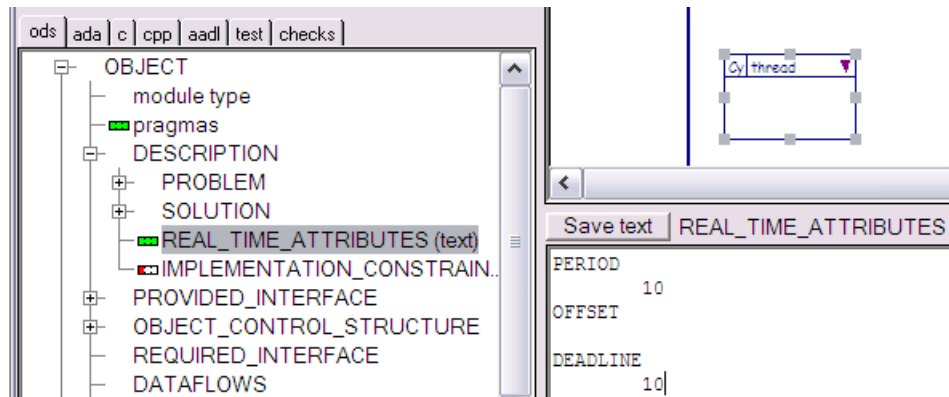 ods ada c cpp aadl test checks
OBJECT
module type
pragmas
DESCRIPTION
PROBLEM
SOLUTION
REAL_TIME_ATTRIBUTES (text)
IMPLEMENTATION_CONSTRAIN..
PROVIDED_INTERFACE
OBJECT_CONTROL_STRUCTURE
REQUIRED_INTERFACE
DATAFLOWS
Cy thread
Save text REAL_TIME_ATTRIBUTES
PERIOD
10
OFFSET
DEADLINE
10